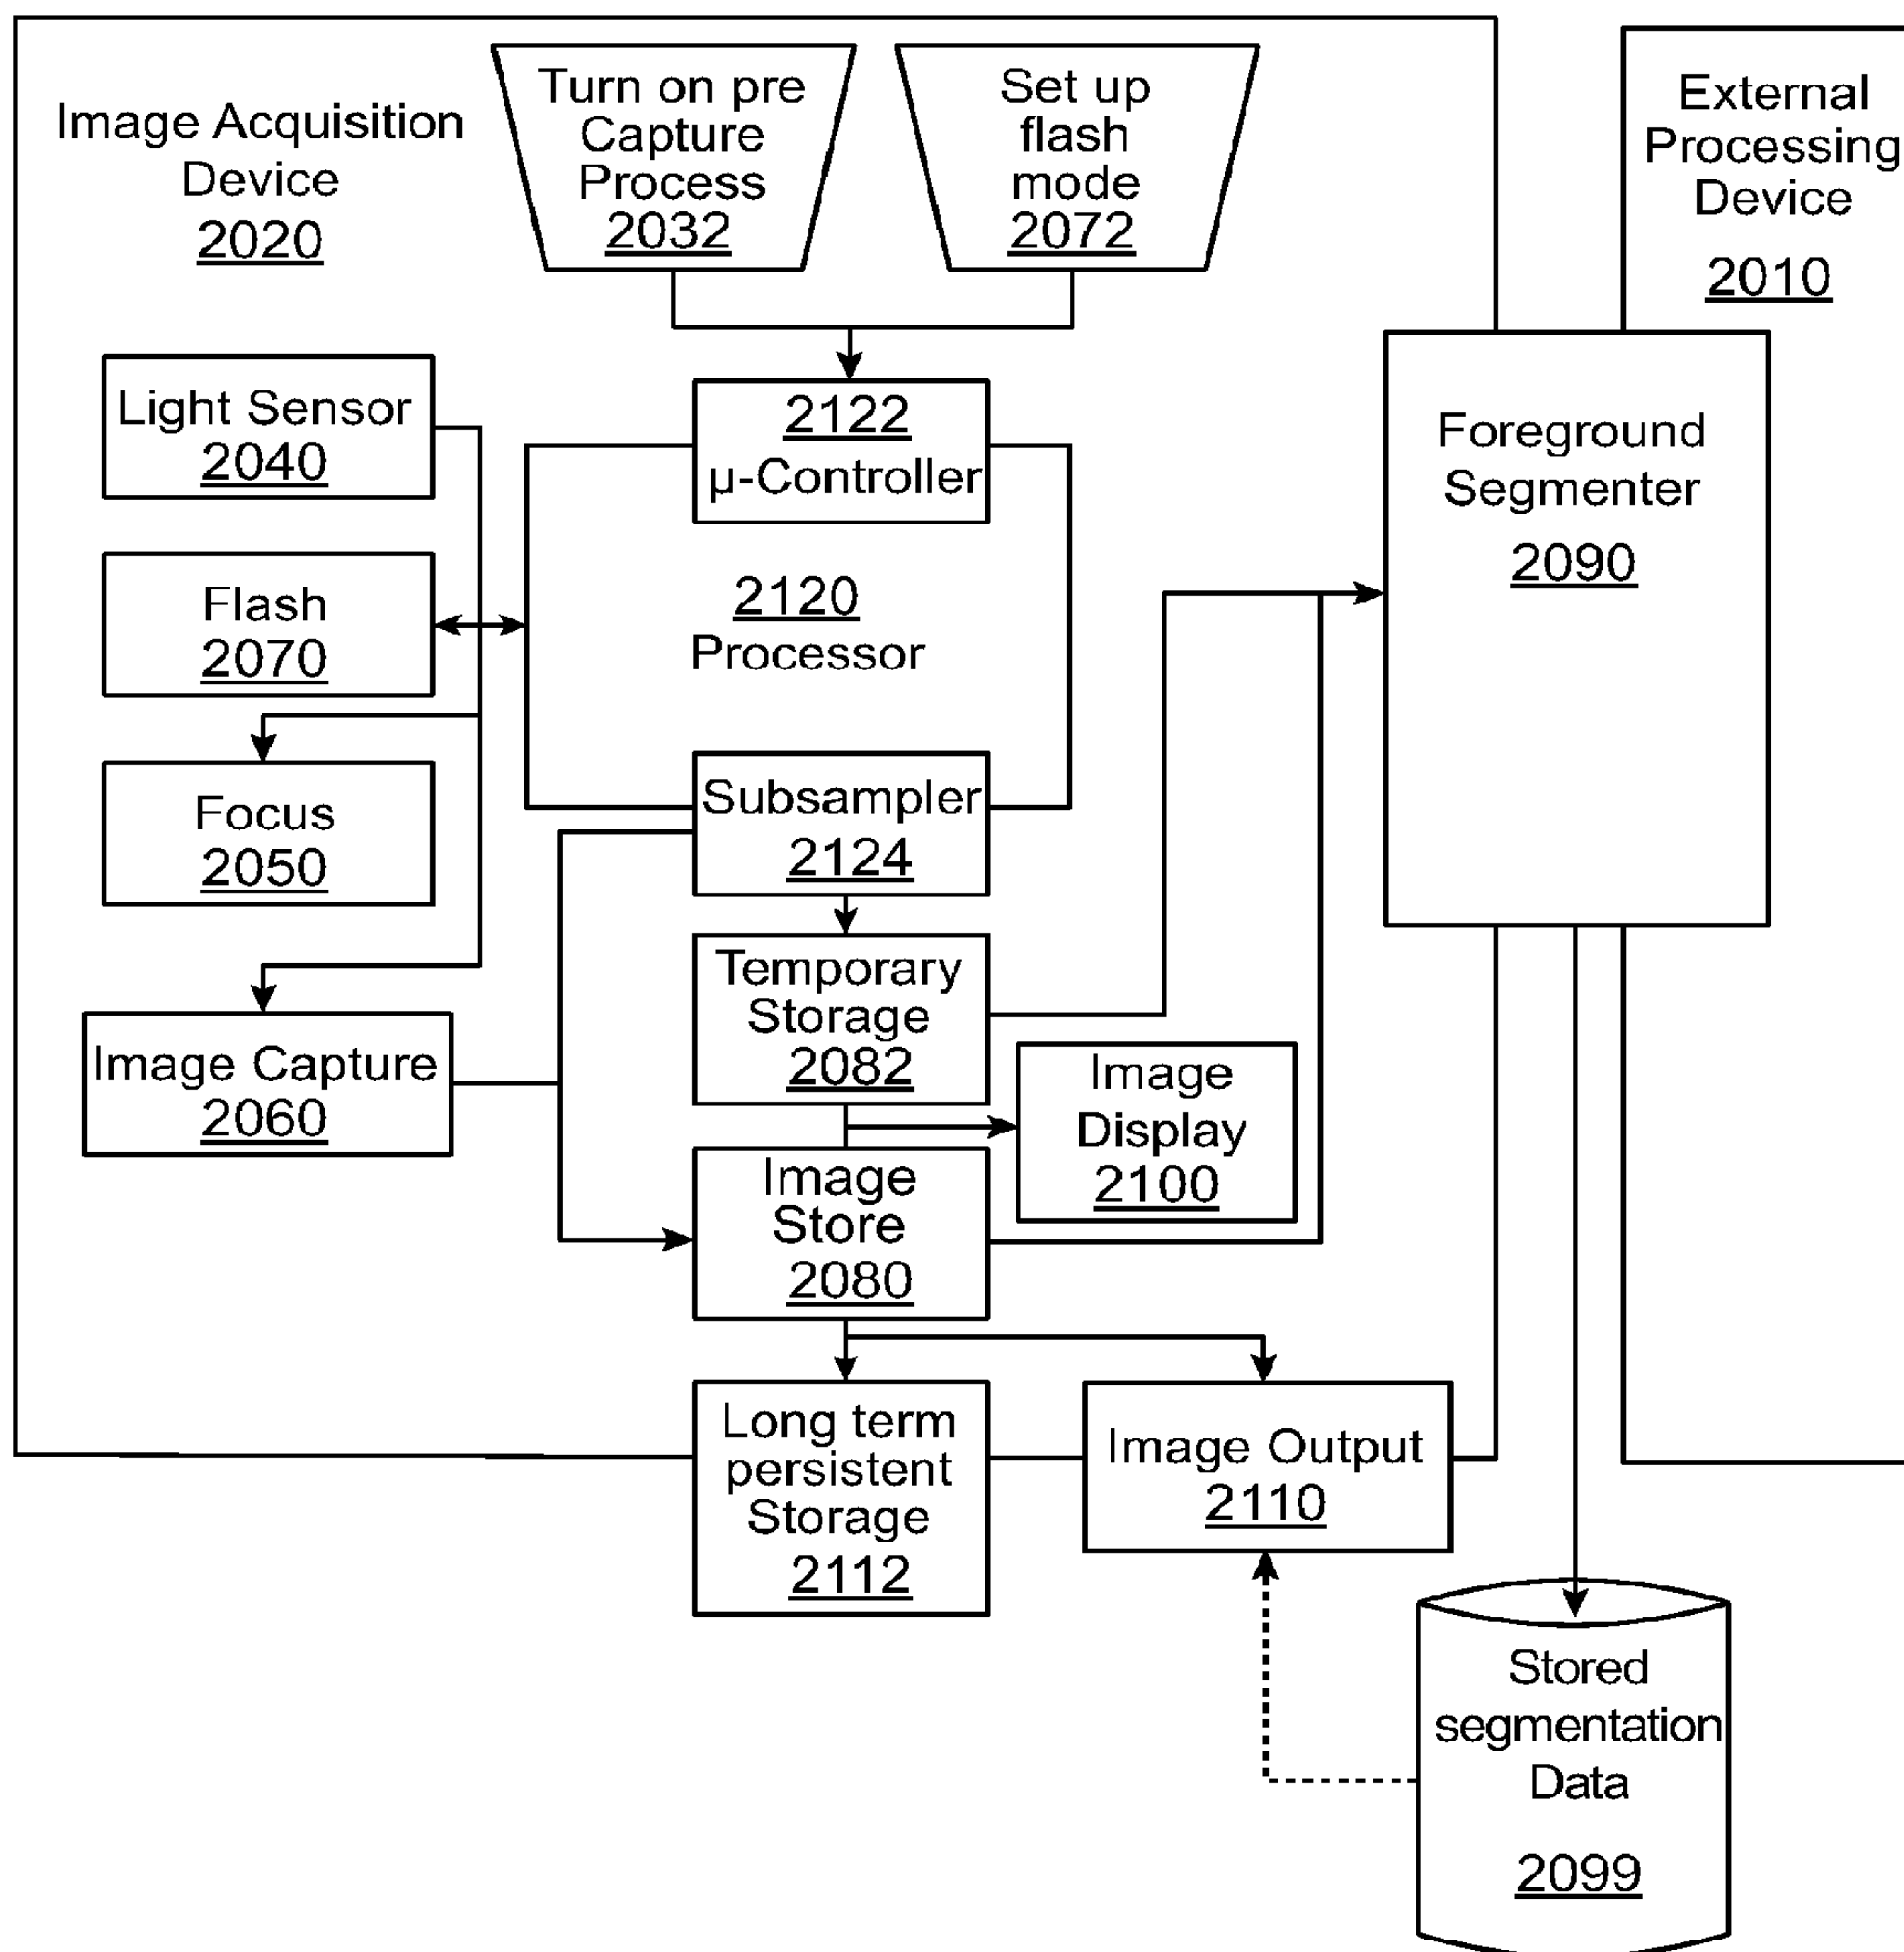 Image Acquisition
Device
2020
Turn on pre
Capture
Process
2032
Set up
flash
mode
2072
External
Processing
Device
2010
Light Sensor
2040
2122
µ-Controller
Foreground
Segmenter
2090
Flash
2070
2120
Processor
Focus
2050
Subsampler
2124
Temporary
Storage
2082
Image Capture
2060
Image
Display
2100
Image
Store
2080
Long term
persistent
Storage
2112
Image Output
2110
Stored
segmentation
Data
2099